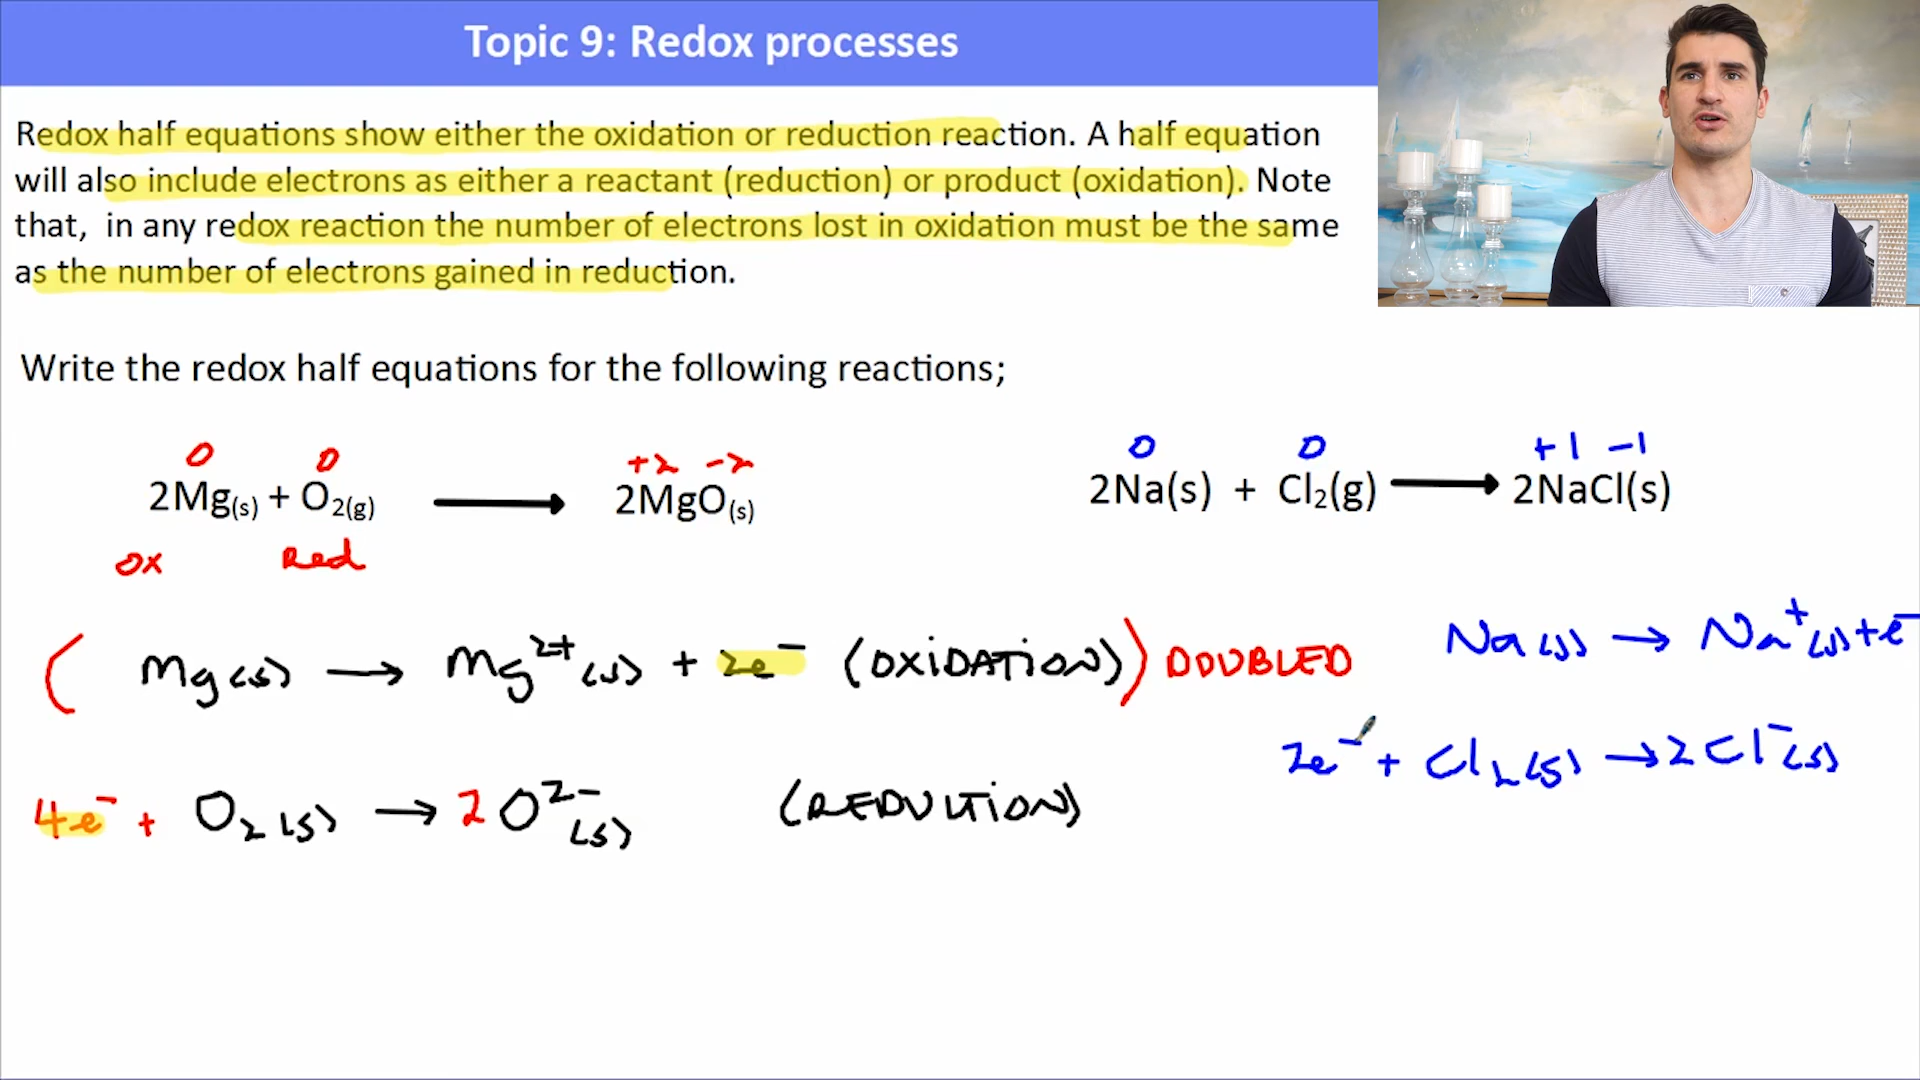 Topic 9: Redox processes
Redox half equations show either the oxidation or reduction reaction. A half equation
will also include electrons as either a reactant (reduction) or product (oxidation). Note
that, in any redox reaction the number of electrons lost in oxidation must be the same
as the number of electrons gained in reduction.
Write the redox half equations for the following reactions;
0 0 +2 -2
2Mg(s) + O₂(g) ⟶ 2MgO(s)
OX Red
( Mg(s) → Mg²⁺(s) + 2e⁻ (OXIDATION) ) DOUBLED
4e⁻ + O₂(s) → 2O²⁻(s) (REDUCTION)
0 0 +1 -1
2Na(s) + Cl₂(g) ⟶ 2NaCl(s)
Na(s) → Na⁺(s) + e⁻
2e⁻ + Cl₂(s) → 2Cl⁻(s)